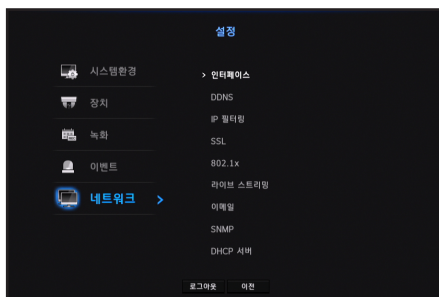 설정
시스템환경
장치
녹화
이벤트
네트워크 >
> 인터페이스
DDNS
IP 필터링
SSL
802.1x
라이브 스트리밍
이메일
SNMP
DHCP 서버
로그아웃 이전